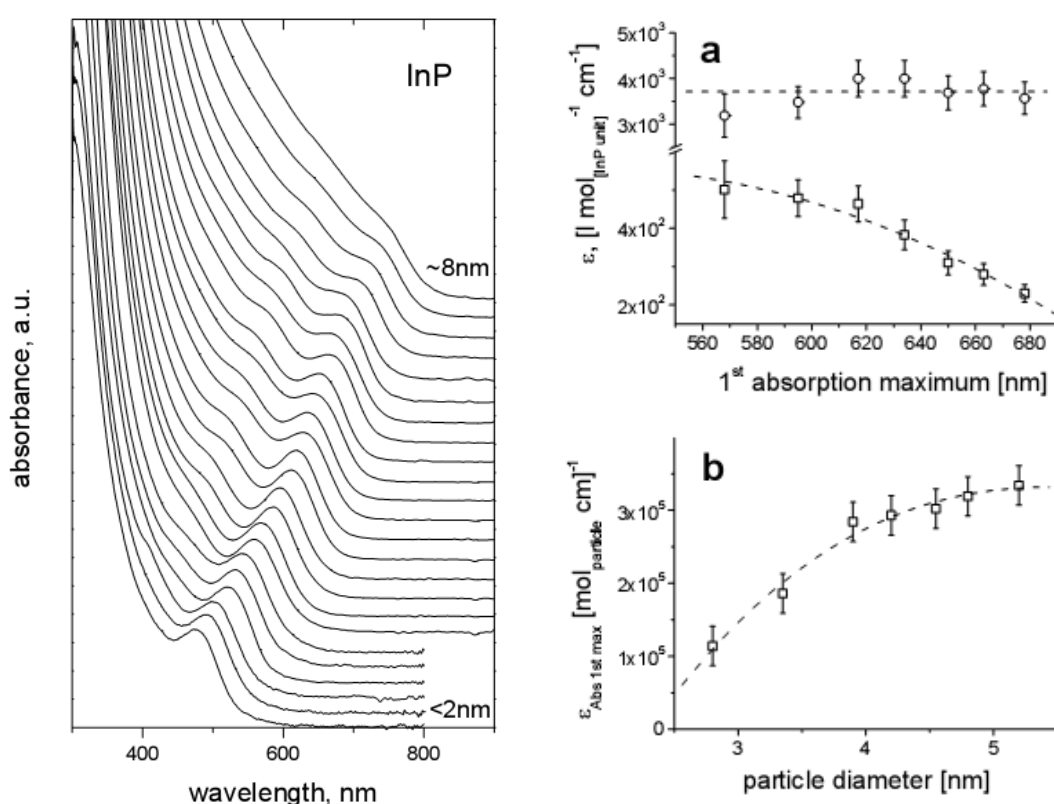 InP
~8nm
<2nm
absorbance, a.u.
400
600
800
wavelength, nm
a
5x10³
4x10³
3x10³
4x10²
2x10²
ε, [l mol[InP unit]⁻¹ cm⁻¹]
560 580 600 620 640 660 680
1st absorption maximum [nm]
b
3x10⁵
2x10⁵
1x10⁵
0
εAbs 1st max [molparticle cm]⁻¹
3 4 5
particle diameter [nm]